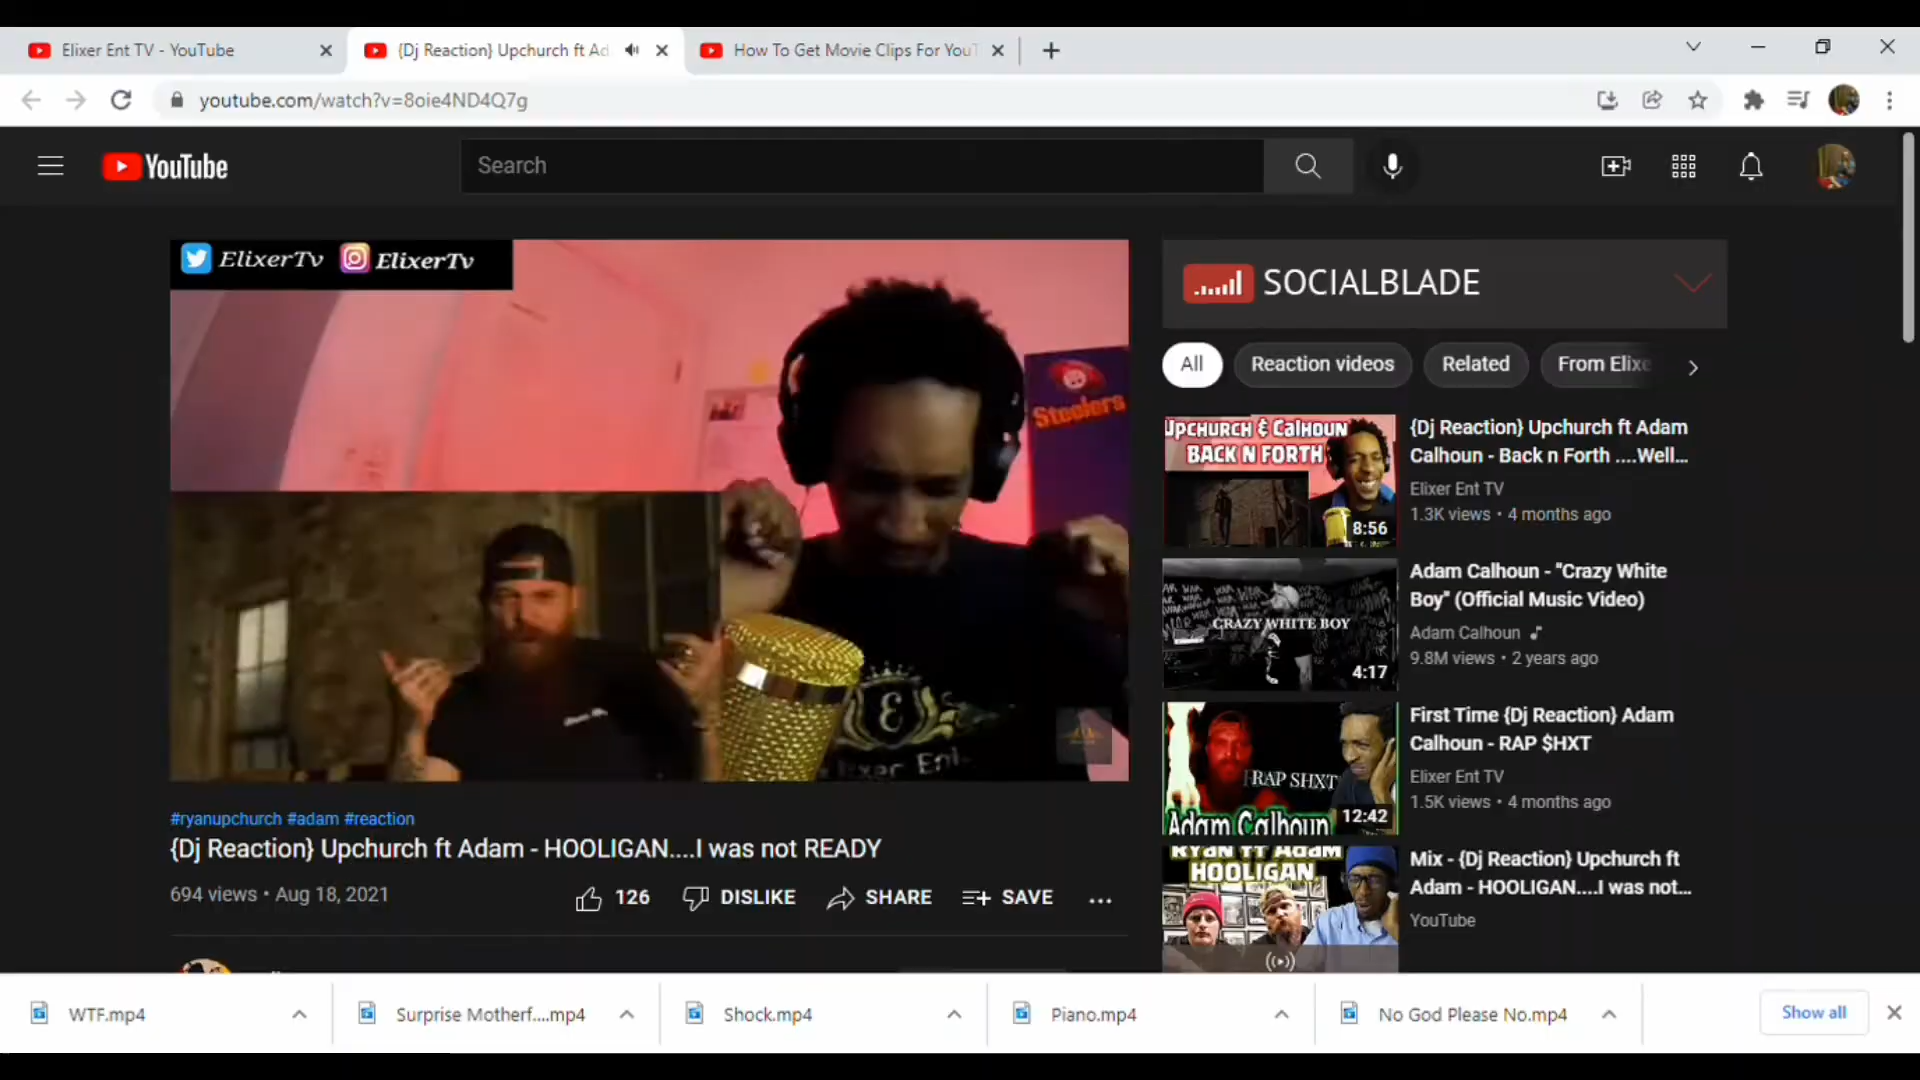 Elixer Ent TV - YouTube
{Dj Reaction} Upchurch ft Ad
How To Get Movie Clips For YouT
youtube.com/watch?v=8oie4ND4Q7g
YouTube
Search
ElixerTv ElixerTv
SOCIALBLADE
All
Reaction videos
Related
From Elixe
Steelers
UPCHURCH & CALHOUN
BACK N FORTH
8:56
{Dj Reaction} Upchurch ft Adam
Calhoun - Back n Forth ....Well...
Elixer Ent TV
1.3K views • 4 months ago
CRAZY WHITE BOY
4:17
Adam Calhoun - "Crazy White
Boy" (Official Music Video)
Adam Calhoun
9.8M views • 2 years ago
RAP SHXT
Adam Calhoun
12:42
First Time {Dj Reaction} Adam
Calhoun - RAP $HXT
Elixer Ent TV
1.5K views • 4 months ago
RYAN FT ADAM
HOOLIGAN
Mix - {Dj Reaction} Upchurch ft
Adam - HOOLIGAN....I was not...
YouTube
#ryanupchurch #adam #reaction
{Dj Reaction} Upchurch ft Adam - HOOLIGAN....I was not READY
694 views • Aug 18, 2021
126
DISLIKE
SHARE
SAVE
WTF.mp4
Surprise Motherf....mp4
Shock.mp4
Piano.mp4
No God Please No.mp4
Show all